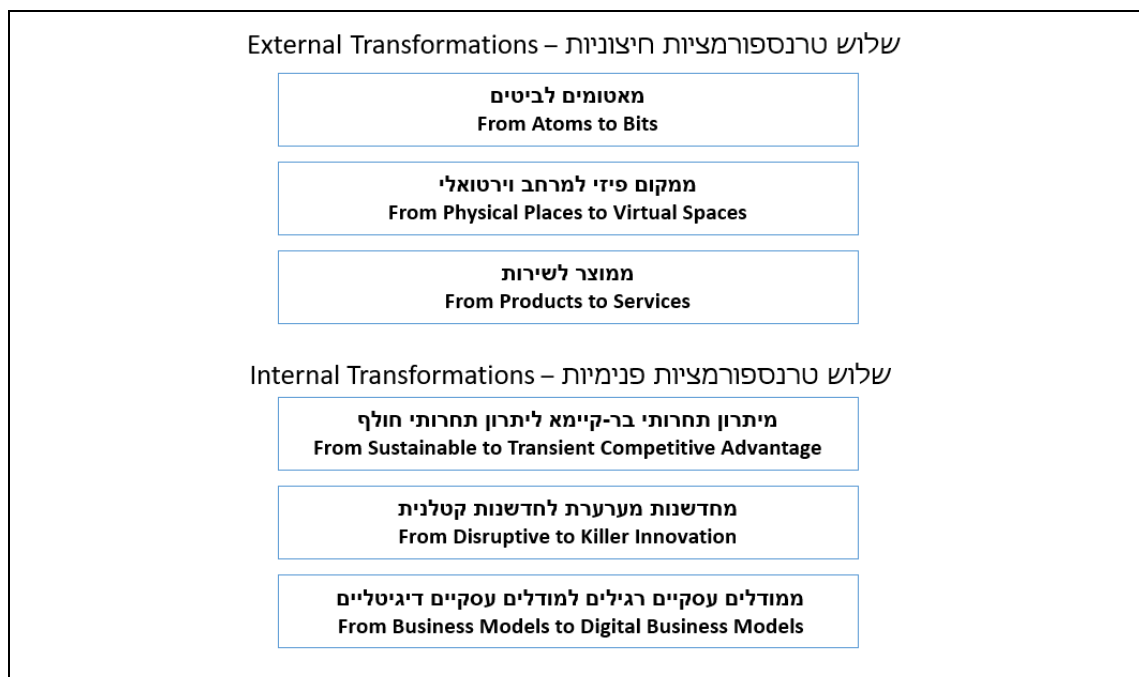 שלוש טרנספורמציות חיצוניות – External Transformations
מאטומים לביטים
From Atoms to Bits
ממקום פיזי למרחב וירטואלי
From Physical Places to Virtual Spaces
ממוצר לשירות
From Products to Services
שלוש טרנספורמציות פנימיות – Internal Transformations
מיתרון תחרותי בר-קיימא ליתרון תחרותי חולף
From Sustainable to Transient Competitive Advantage
מחדשנות מערערת לחדשנות קטלנית
From Disruptive to Killer Innovation
ממודלים עסקיים רגילים למודלים עסקיים דיגיטליים
From Business Models to Digital Business Models